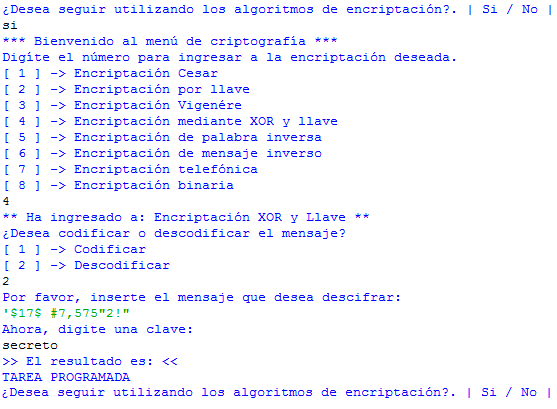 ¿Desea seguir utilizando los algoritmos de encriptación?. | Si / No |
si
*** Bienvenido al menú de criptografía ***
Digíte el número para ingresar a la encriptación deseada.
[ 1 ] -> Encriptación Cesar
[ 2 ] -> Encriptación por llave
[ 3 ] -> Encriptación Vigenére
[ 4 ] -> Encriptación mediante XOR y llave
[ 5 ] -> Encriptación de palabra inversa
[ 6 ] -> Encriptación de mensaje inverso
[ 7 ] -> Encriptación telefónica
[ 8 ] -> Encriptación binaria
4
** Ha ingresado a: Encriptación XOR y Llave **
¿Desea codificar o descodificar el mensaje?
[ 1 ] -> Codificar
[ 2 ] -> Descodificar
2
Por favor, inserte el mensaje que desea descifrar:
'$17$ #7,575"2!"
Ahora, digite una clave:
secreto
>> El resultado es: <<
TAREA PROGRAMADA
¿Desea seguir utilizando los algoritmos de encriptación?. | Si / No |